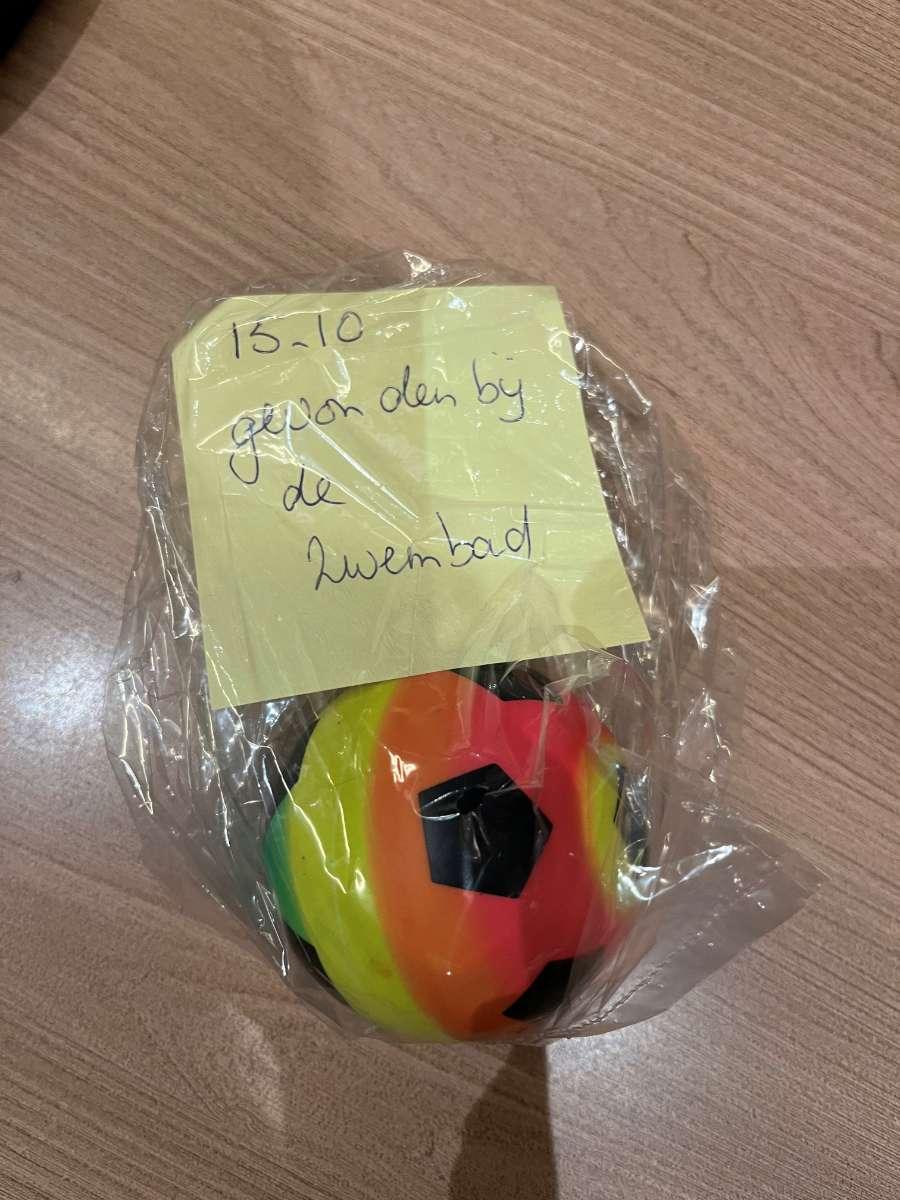 15-10
gevonden bij
de
zwembad